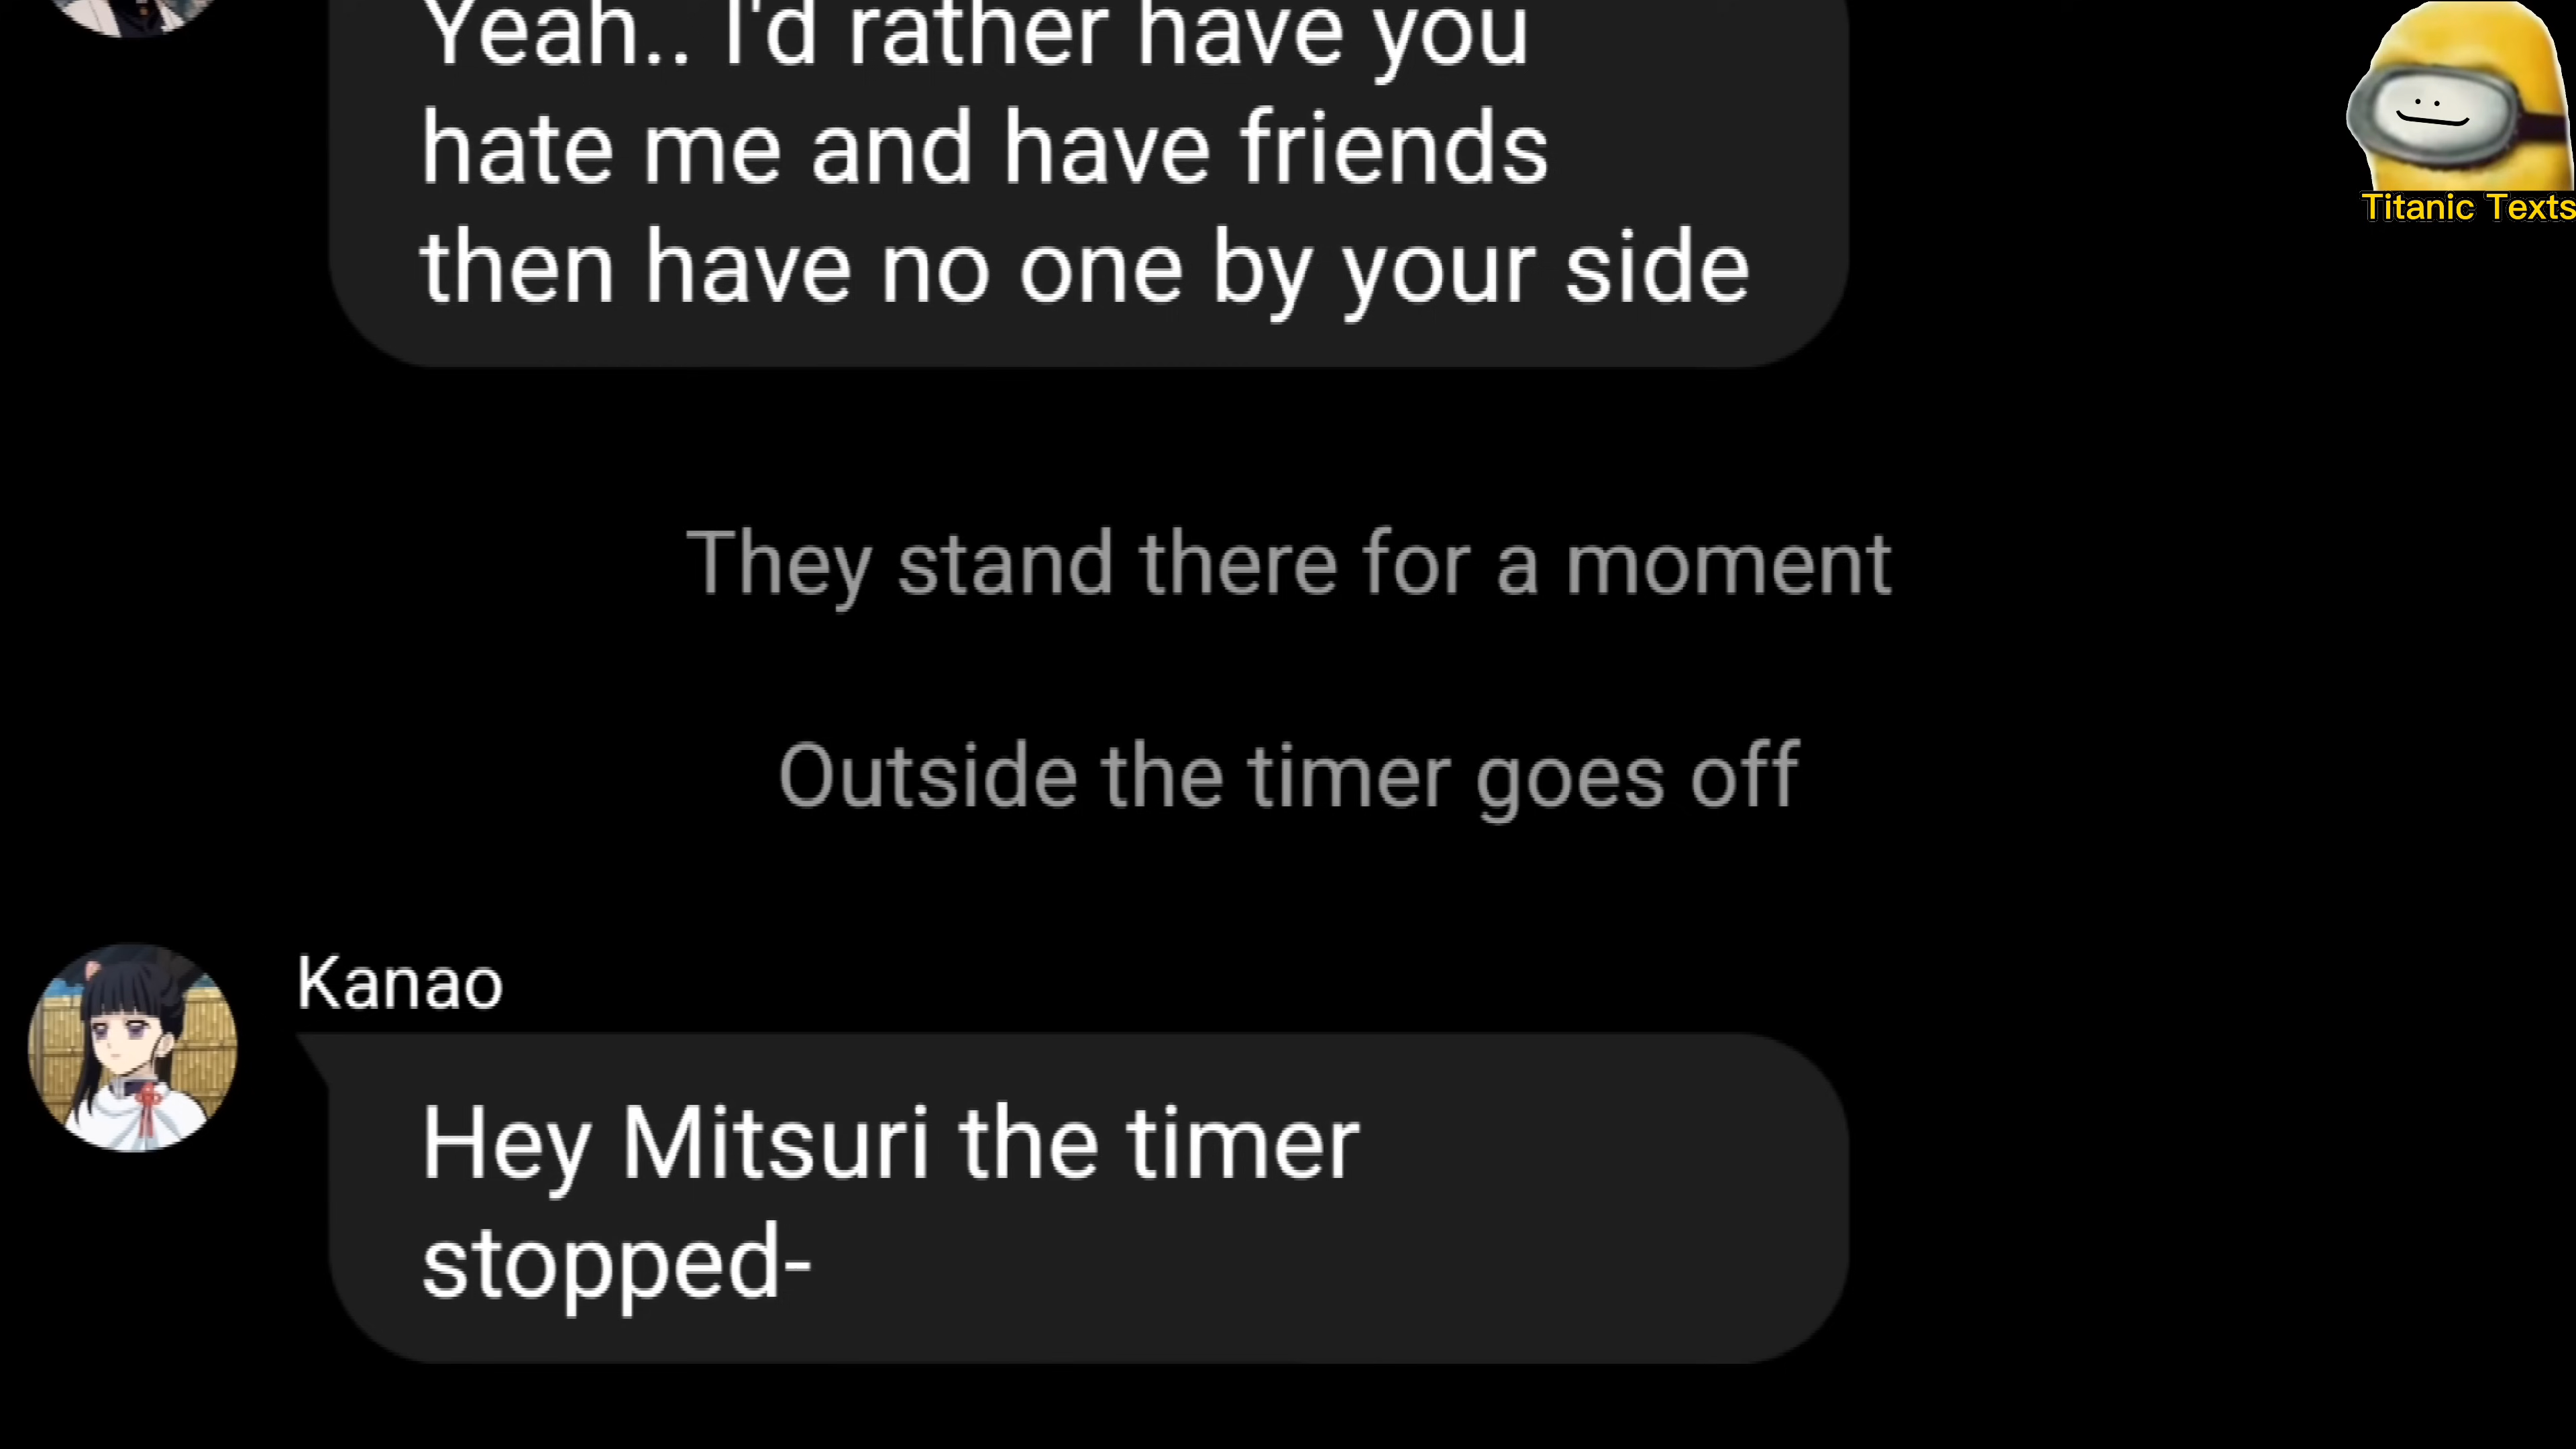 Yeah.. I'd rather have you
hate me and have friends
then have no one by your side
Titanic Texts
They stand there for a moment
Outside the timer goes off
Kanao
Hey Mitsuri the timer
stopped-